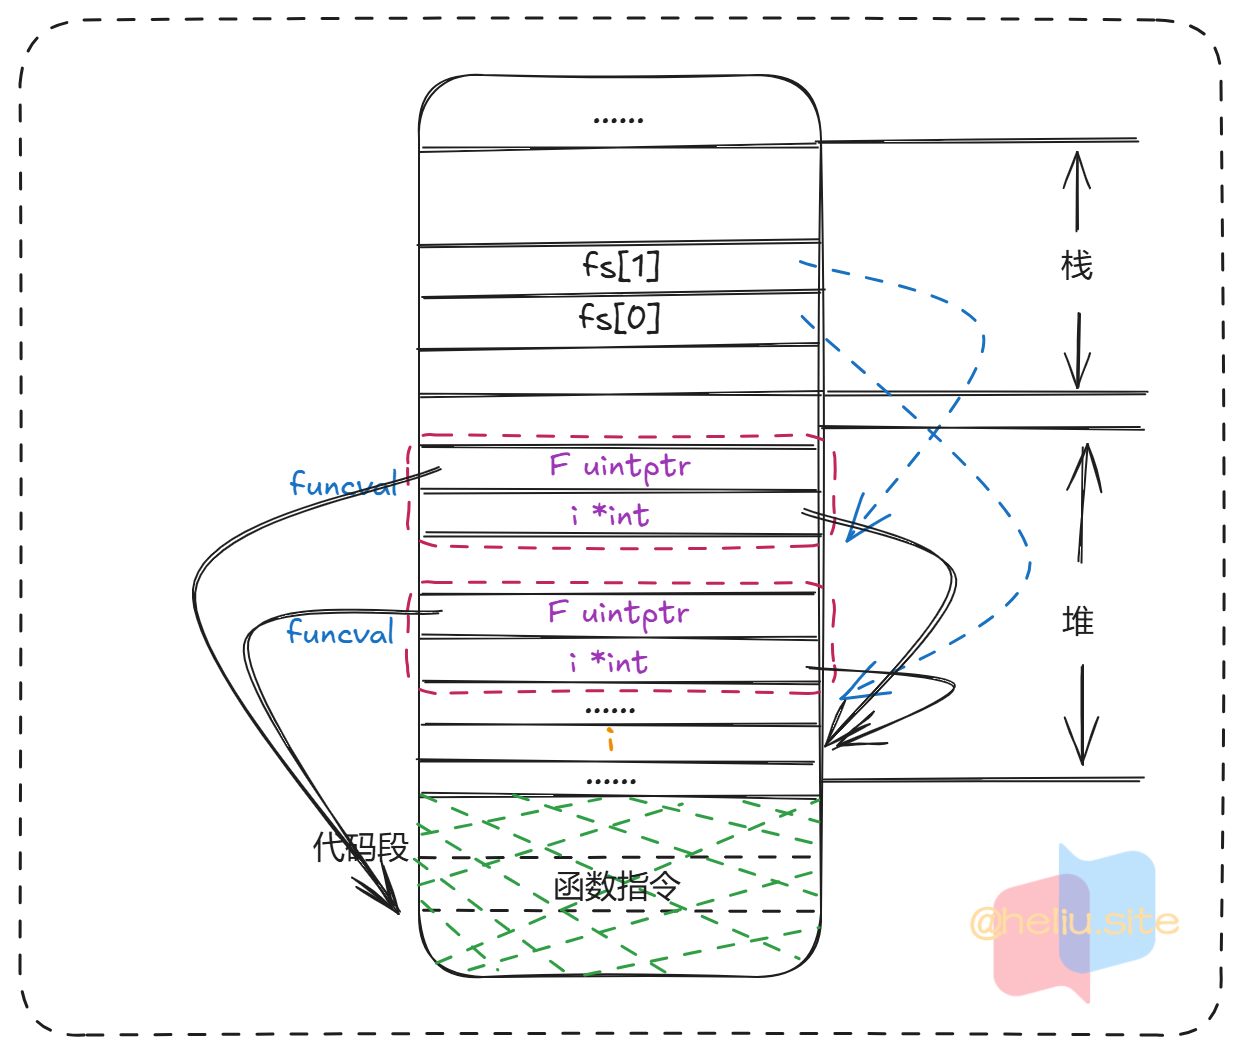 ......
栈
fs[1]
fs[0]
funcval
F uintptr
i *int
堆
funcval
F uintptr
i *int
......
i
......
代码段
函数指令
@heliu.site